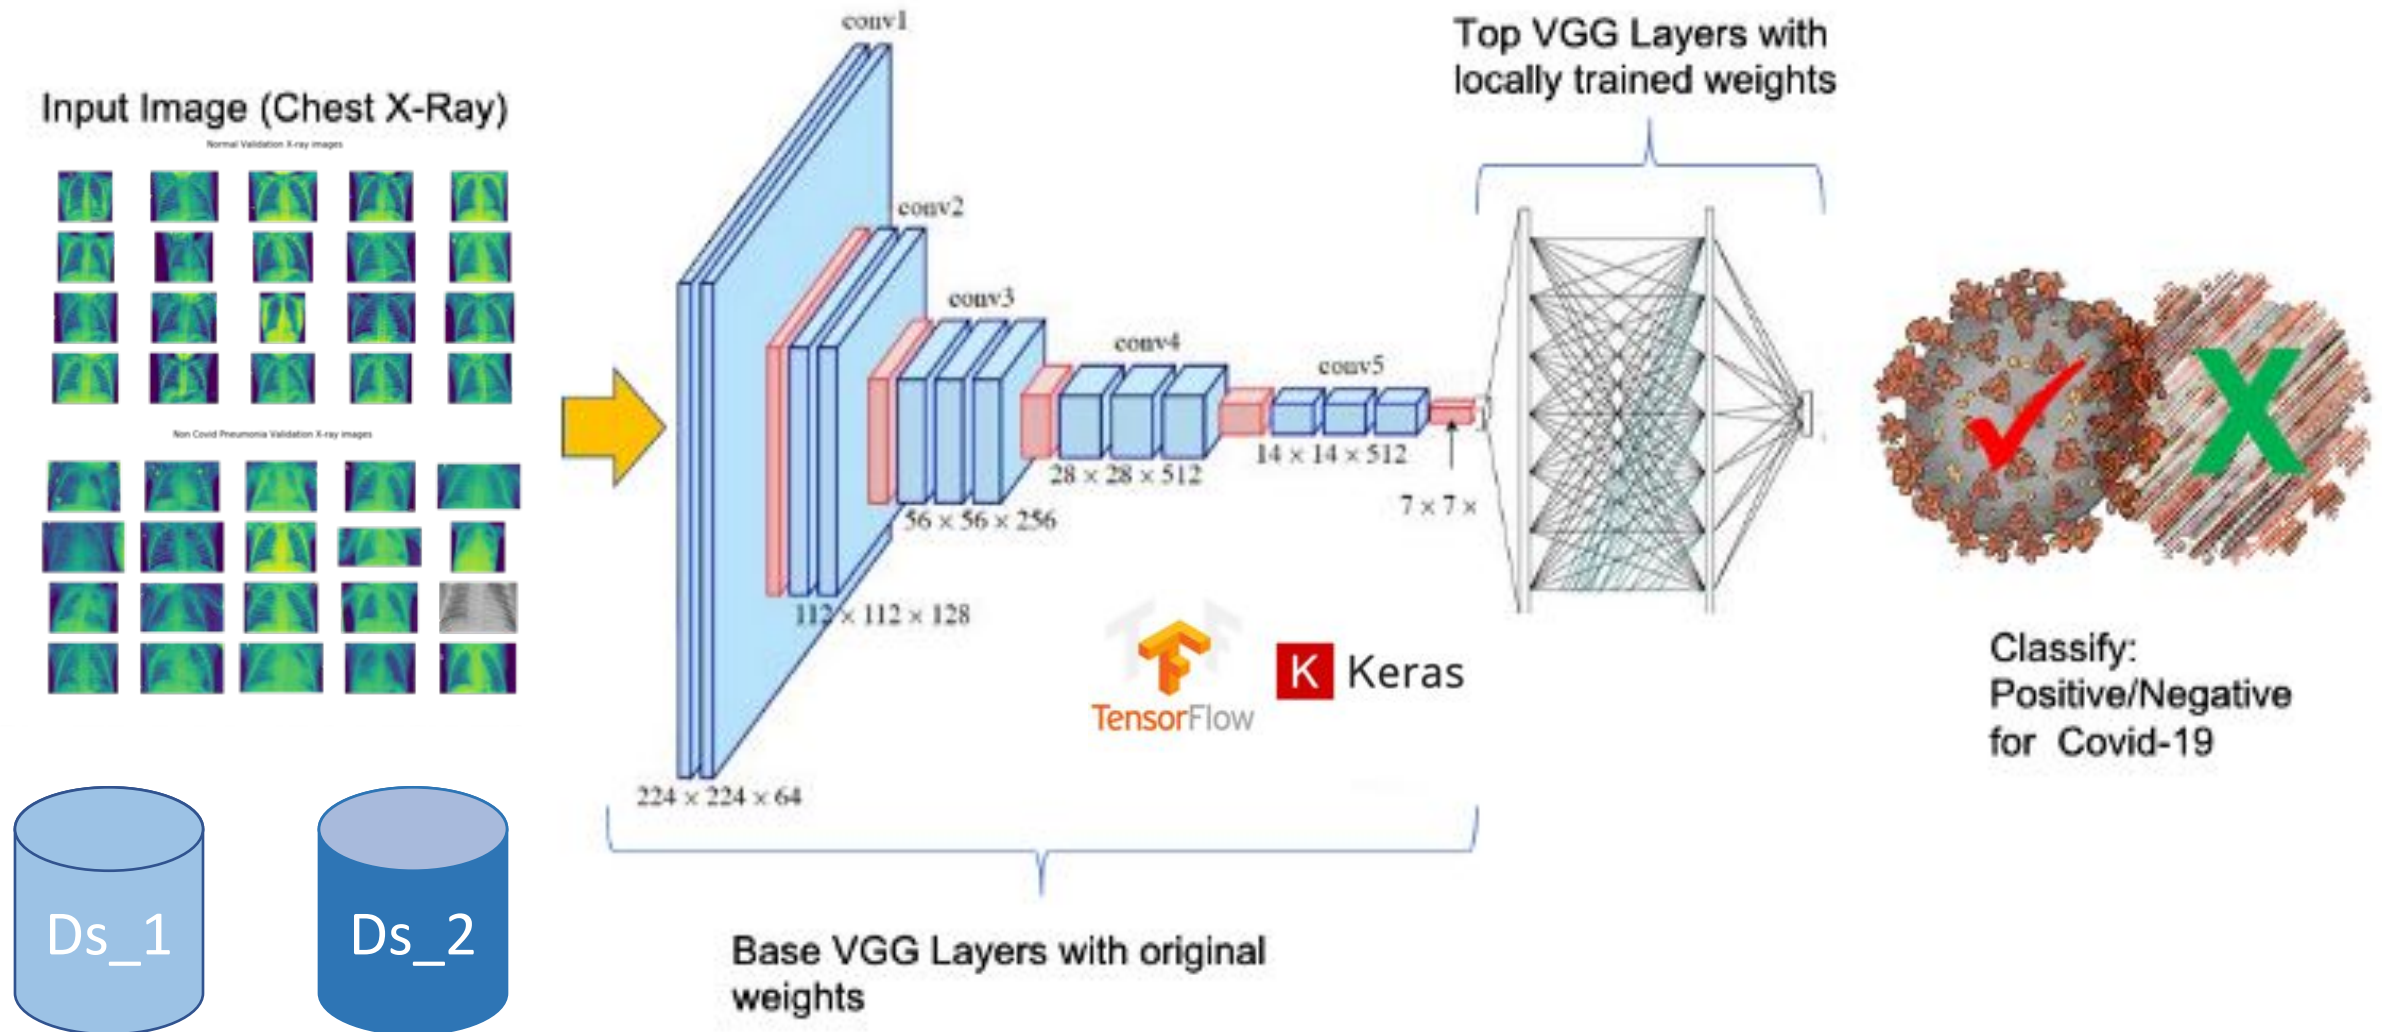 Input Image (Chest X-Ray)
Normal Validation X-ray images
Non Covid Pneumonia Validation X-ray images
Ds_1
Ds_2
conv1
conv2
conv3
conv4
conv5
224 × 224 × 64
112 × 112 × 128
56 × 56 × 256
28 × 28 × 512
14 × 14 × 512
7 × 7 ×
TensorFlow
K Keras
Base VGG Layers with original
weights
Top VGG Layers with
locally trained weights
X
Classify:
Positive/Negative
for Covid-19